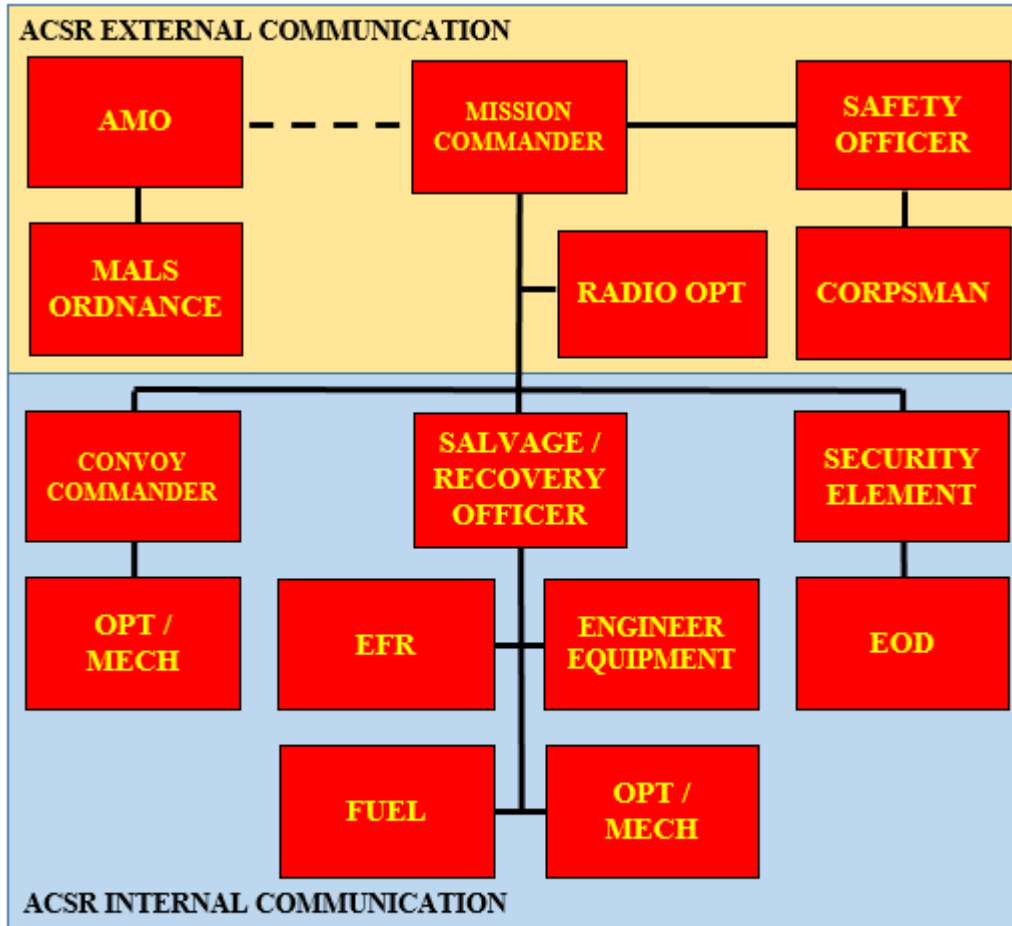 ACSR EXTERNAL COMMUNICATION
AMO
MISSION
COMMANDER
SAFETY
OFFICER
MALS
ORDNANCE
RADIO OPT
CORPSMAN
CONVOY
COMMANDER
SALVAGE /
RECOVERY
OFFICER
SECURITY
ELEMENT
OPT /
MECH
EFR
ENGINEER
EQUIPMENT
EOD
FUEL
OPT /
MECH
ACSR INTERNAL COMMUNICATION